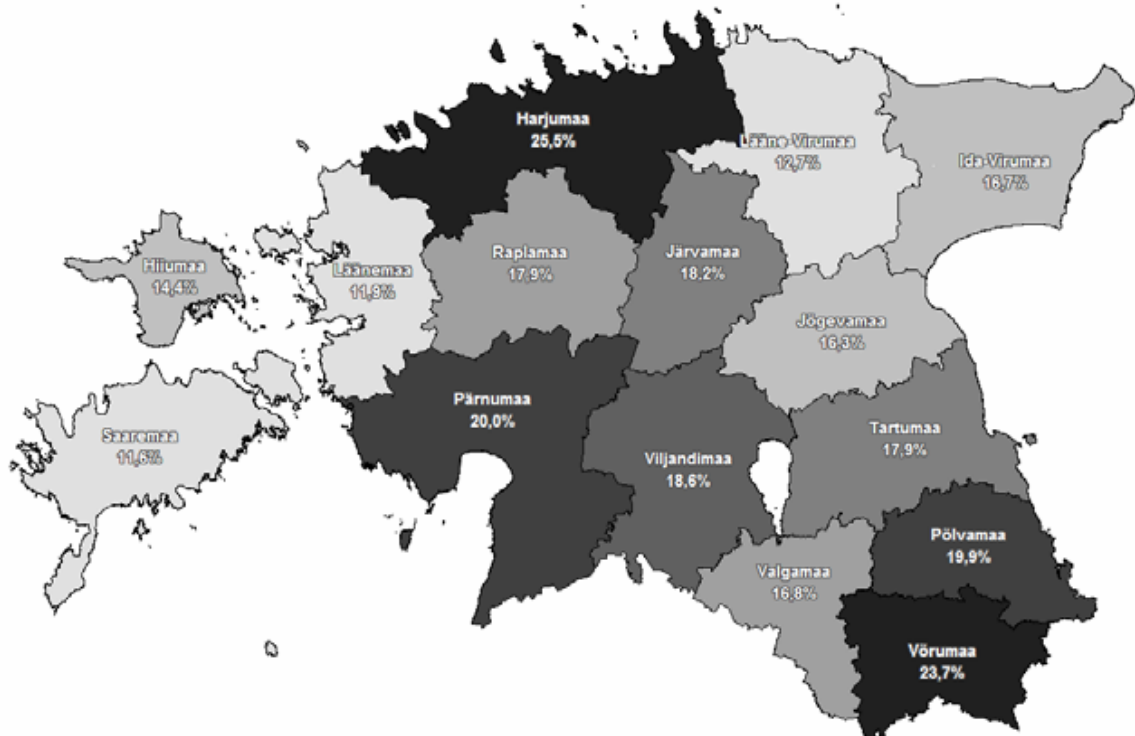 Harjumaa
25,5%
Lääne-Virumaa
12,7%
Ida-Virumaa
16,7%
Hiiumaa
14,4%
Läänemaa
11,9%
Raplamaa
17,9%
Järvamaa
18,2%
Jõgevamaa
16,3%
Saaremaa
11,6%
Pärnumaa
20,0%
Viljandimaa
18,6%
Tartumaa
17,9%
Põlvamaa
19,9%
Valgamaa
16,8%
Võrumaa
23,7%